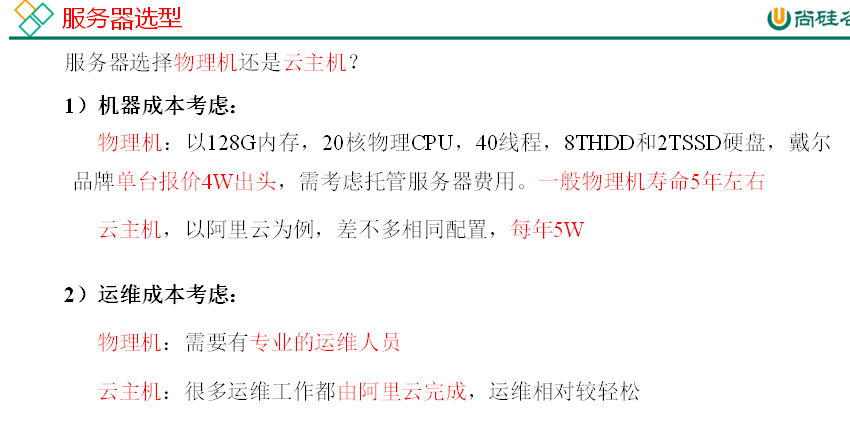 服务器选型
尚硅谷
服务器选择物理机还是云主机？
1）机器成本考虑：
物理机：以128G内存，20核物理CPU，40线程，8THDD和2TSSD硬盘，戴尔
品牌单台报价4W出头，需考虑托管服务器费用。一般物理机寿命5年左右
云主机，以阿里云为例，差不多相同配置，每年5W
2）运维成本考虑：
物理机：需要有专业的运维人员
云主机：很多运维工作都由阿里云完成，运维相对较轻松